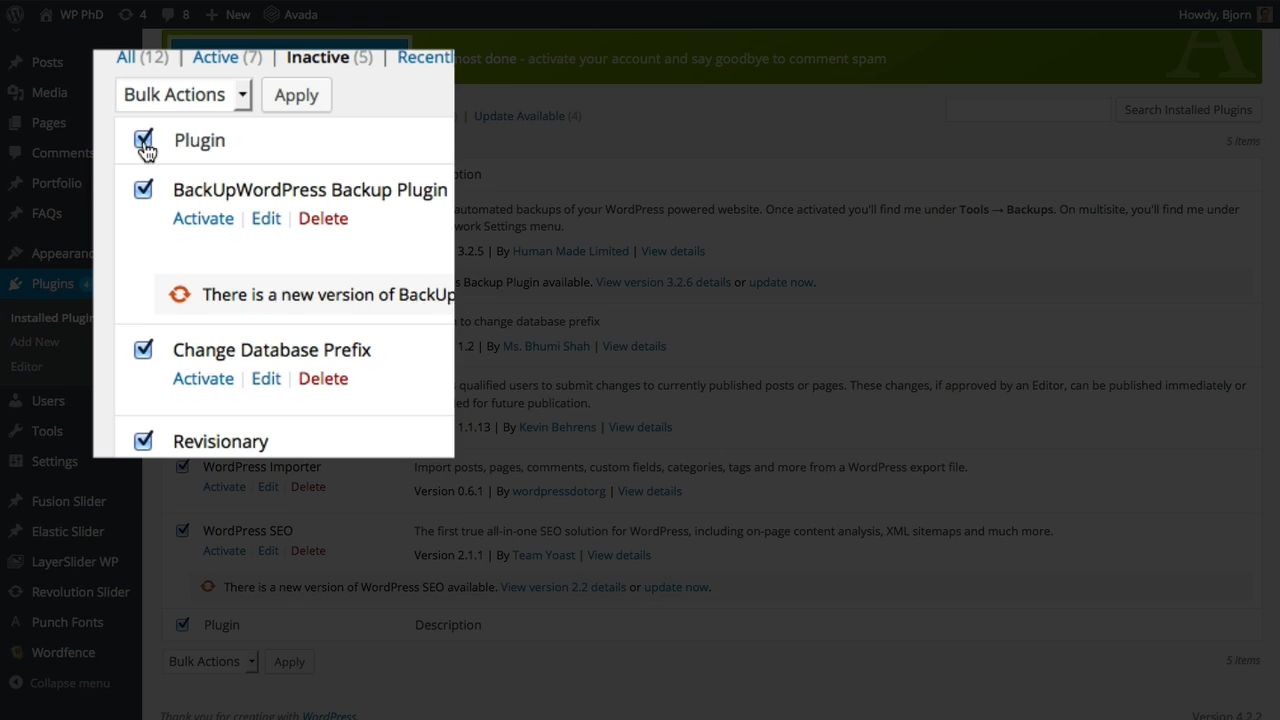 WP PhD 4 8 + New Avada Howdy, Bjorn
Posts
Media
Pages
Comments
Portfolio
FAQs
Appearanc
Plugins 4
Installed Plugin
Add New
Editor
Users
Tools
Settings
Fusion Slider
Elastic Slider
LayerSlider WP
Revolution Slider
Punch Fonts
Wordfence
Collapse menu
most done - activate your account and say goodbye to comment spam
All (12) | Active (7) | Inactive (5) | Recentl
| Update Available (4)
Search Installed Plugins
Bulk Actions Apply
5 items
Plugin
BackUpWordPress Backup Plugin
Activate | Edit | Delete
automated backups of your WordPress powered website. Once activated you'll find me under Tools → Backups. On multisite, you'll find me under
work Settings menu.
3.2.5 | By Human Made Limited | View details
There is a new version of BackUp
s Backup Plugin available. View version 3.2.6 details or update now.
Change Database Prefix
Activate | Edit | Delete
n to change database prefix
1.2 | By Ms. Bhumi Shah | View details
Revisionary
s qualified users to submit changes to currently published posts or pages. These changes, if approved by an Editor, can be published immediately or
ed for future publication.
1.1.13 | By Kevin Behrens | View details
WordPress Importer Import posts, pages, comments, custom fields, categories, tags and more from a WordPress export file.
Activate | Edit | Delete Version 0.6.1 | By wordpressdotorg | View details
WordPress SEO The first true all-in-one SEO solution for WordPress, including on-page content analysis, XML sitemaps and much more.
Activate | Edit | Delete Version 2.1.1 | By Team Yoast | View details
There is a new version of WordPress SEO available. View version 2.2 details or update now.
Plugin Description
Bulk Actions Apply 5 items
Thank you for creating with WordPress. Version 4.2.2